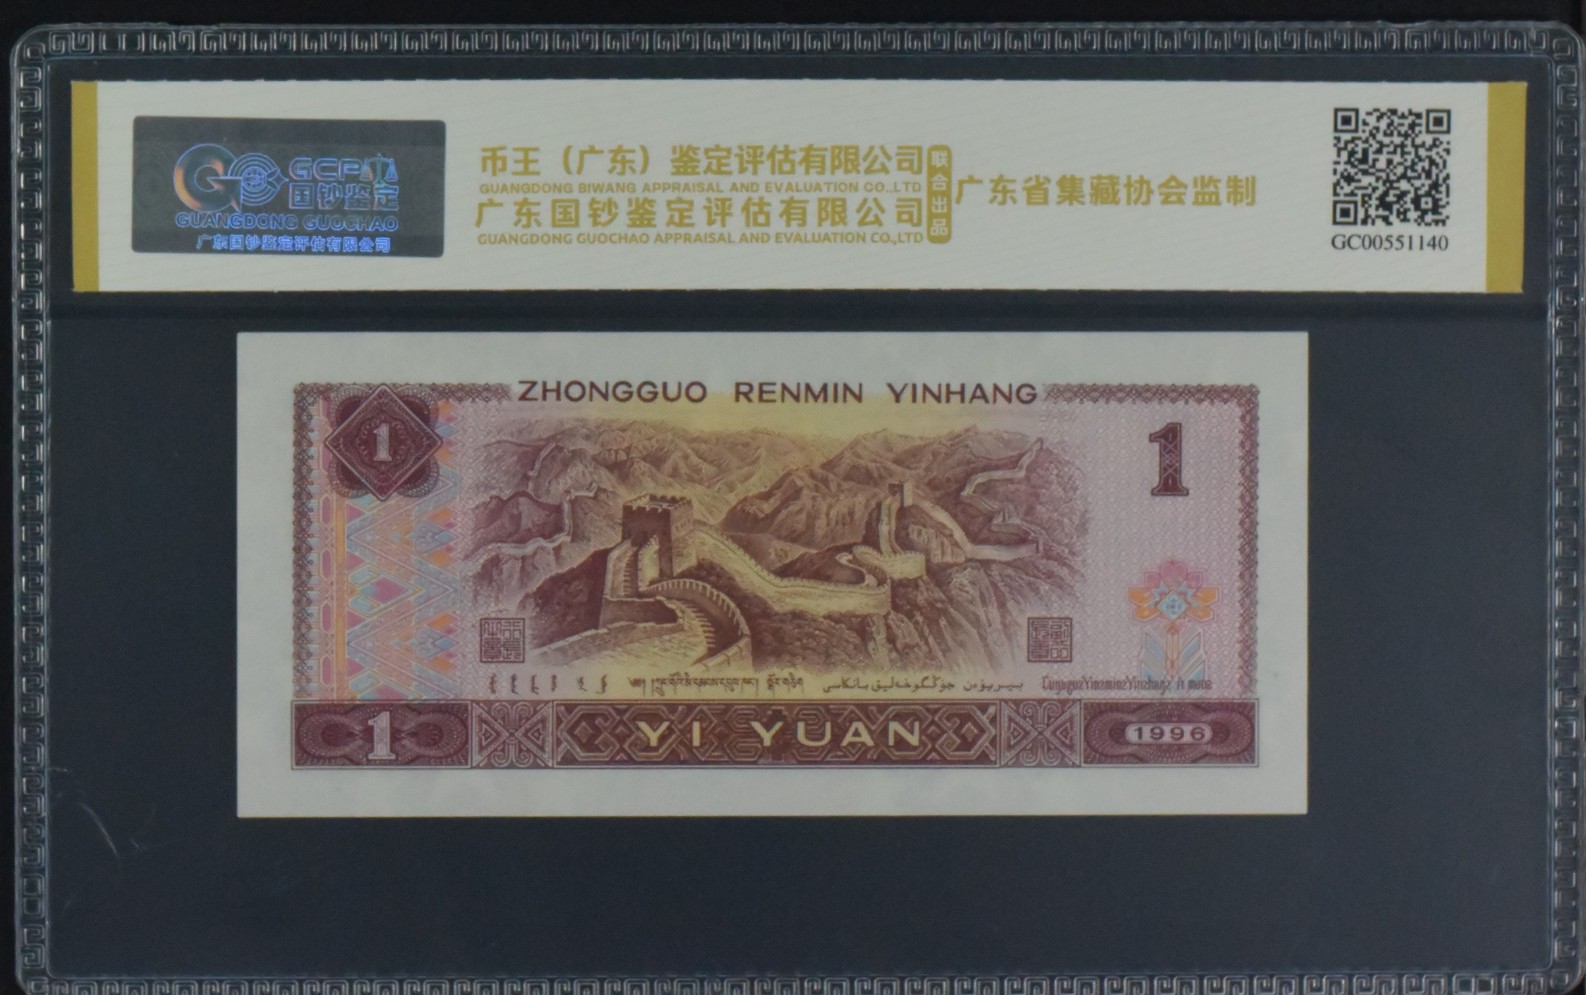 GCP
国钞鉴定
GUANGDONG GUOCHAO
广东国钞鉴定评估有限公司
币王（广东）鉴定评估有限公司
GUANGDONG BIWANG APPRAISAL AND EVALUATION CO.,LTD
广东国钞鉴定评估有限公司
GUANGDONG GUOCHAO APPRAISAL AND EVALUATION CO.,LTD
联合出品
广东省集藏协会监制
GC00551140
ZHONGGUO RENMIN YINHANG
1
1
1
YI YUAN
1996